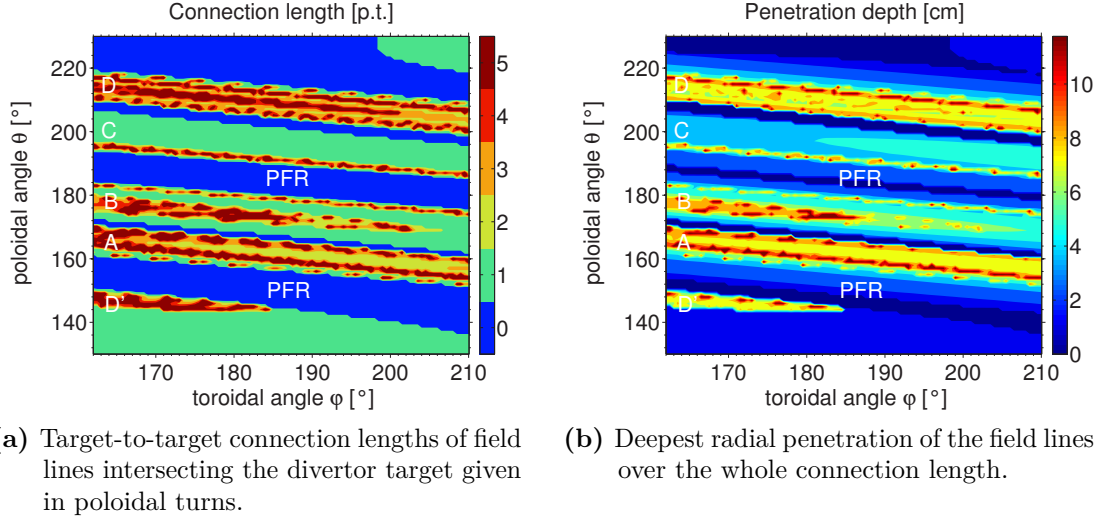 Connection length [p.t.]
220
200
180
160
140
poloidal angle θ [°]
D
C
PFR
B
A
PFR
D'
170 180 190 200 210
toroidal angle φ [°]
5
4
3
2
1
0
Penetration depth [cm]
220
200
180
160
140
poloidal angle θ [°]
D
C
PFR
B
A
PFR
D'
170 180 190 200 210
toroidal angle φ [°]
10
8
6
4
2
0
a) Target-to-target connection lengths of field
lines intersecting the divertor target given
in poloidal turns.
(b) Deepest radial penetration of the field lines
over the whole connection length.